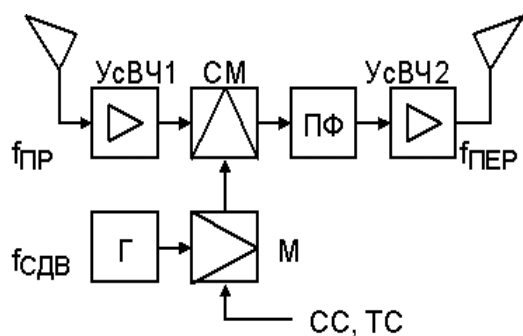 УсВЧ1 СМ УсВЧ2
ПФ
fПР fПЕР
fСДВ Г М
СС, ТС